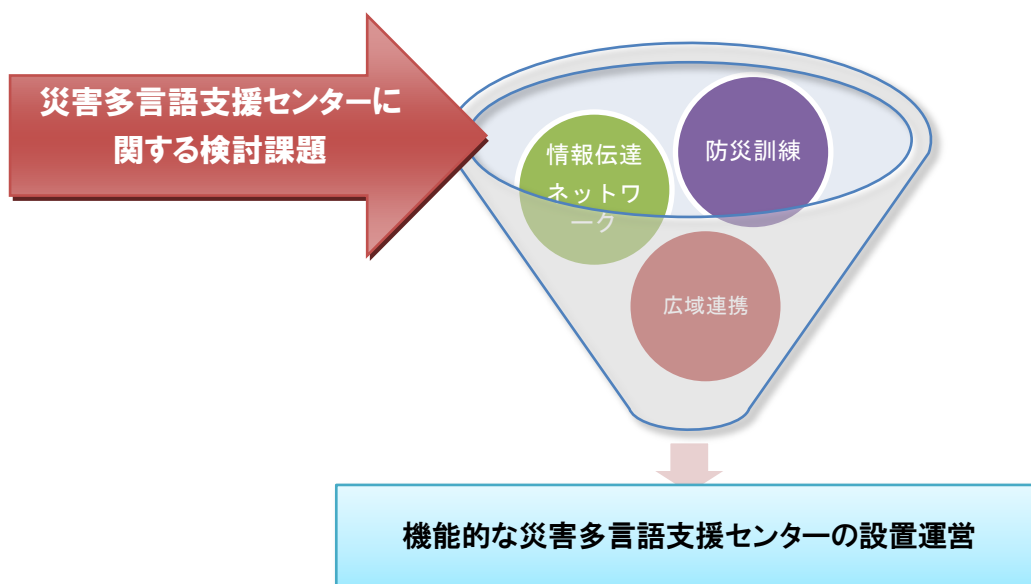 災害多言語支援センターに
関する検討課題
情報伝達
ネットワ
ーク
防災訓練
広域連携
機能的な災害多言語支援センターの設置運営